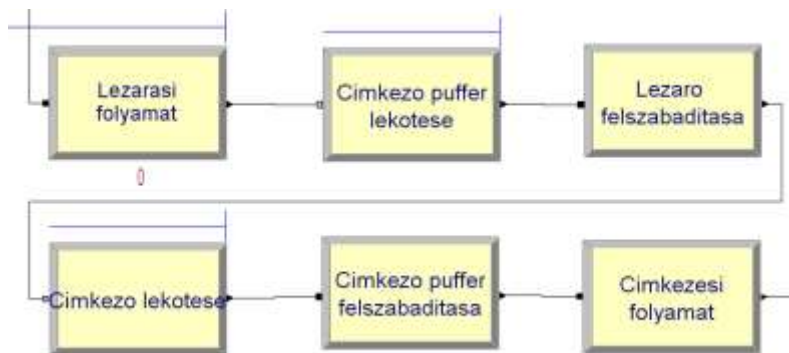 Lezarasi
folyamat
Cimkezo puffer
lekotese
Lezaro
felszabaditasa
0
Cimkezo lekotese
Cimkezo puffer
felszabaditasa
Cimkezesi
folyamat